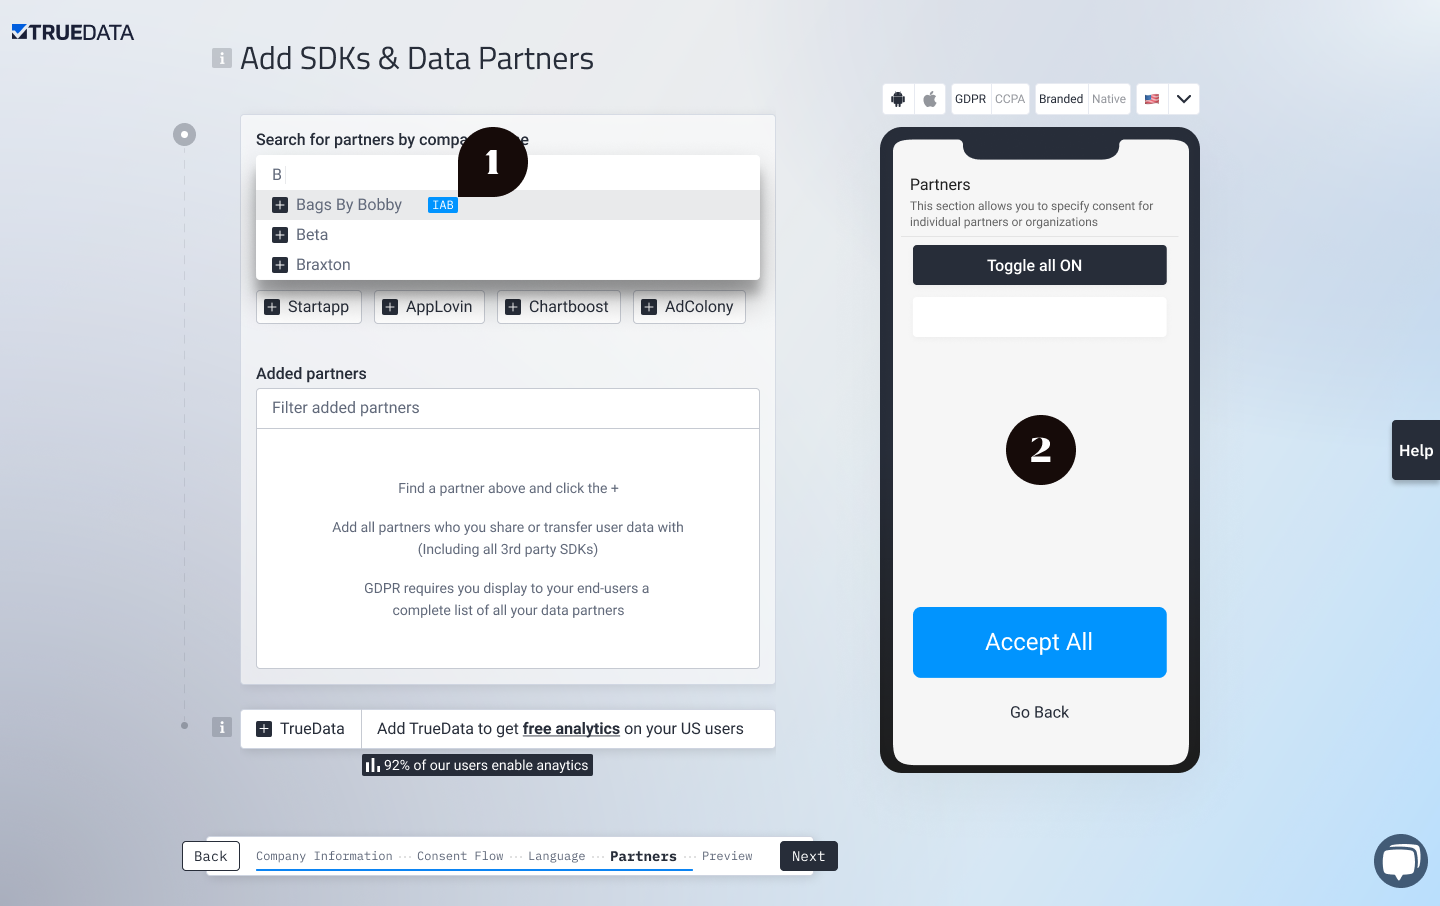 TRUEDATA
i Add SDKs & Data Partners
GDPR CCPA Branded Native
Search for partners by compa e
1
B
Bags By Bobby IAB
Beta
Braxton
Startapp AppLovin Chartboost AdColony
Added partners
Filter added partners
Find a partner above and click the +
Add all partners who you share or transfer user data with
(Including all 3rd party SDKs)
GDPR requires you display to your end-users a
complete list of all your data partners
i TrueData Add TrueData to get free analytics on your US users
92% of our users enable anaytics
Back Company Information ··· Consent Flow ··· Language ··· Partners ··· Preview Next
Partners
This section allows you to specify consent for
individual partners or organizations
Toggle all ON
2
Accept All
Go Back
Help